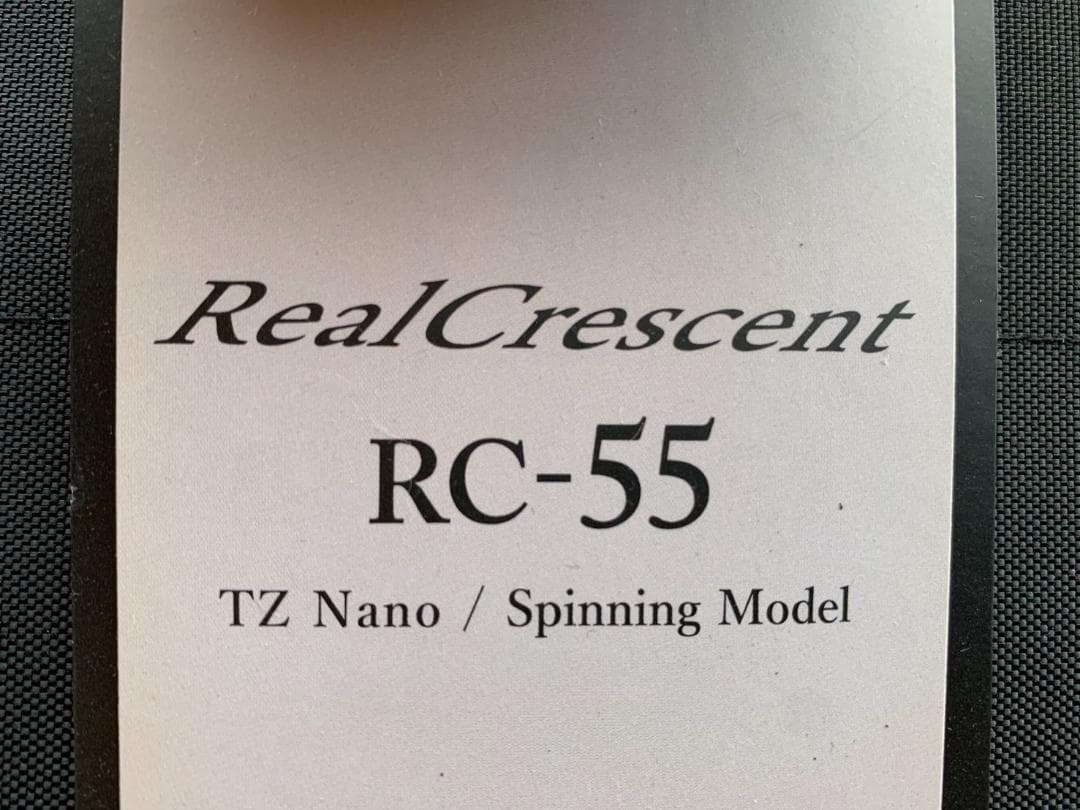 RealCrescent
RC-55
TZ Nano / Spinning Model